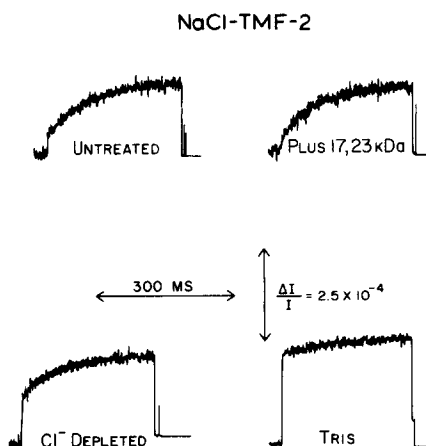 NaCl-TMF-2
UNTREATED
PLUS 17,23 KDa
300 MS
ΔI/I = 2.5 × 10⁻⁴
Cl⁻ DEPLETED
TRIS